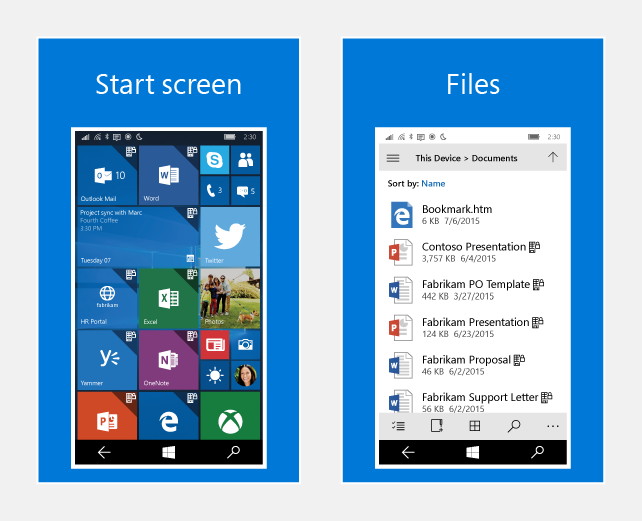 Start screen
2:30
10
Outlook Mail
Word
3
5
Project sync with Marc
Fourth Coffee
3:30 PM
Tuesday 07
Twitter
fabrikam
HR Portal
Excel
Photos
Yammer
OneNote
Files
2:30
This Device > Documents
Sort by: Name
Bookmark.htm
6 KB 7/6/2015
Contoso Presentation
3,757 KB 6/4/2015
Fabrikam PO Template
442 KB 3/27/2015
Fabrikam Presentation
124 KB 6/23/2015
Fabrikam Proposal
46 KB 6/2/2015
Fabrikam Support Letter
56 KB 6/2/2015